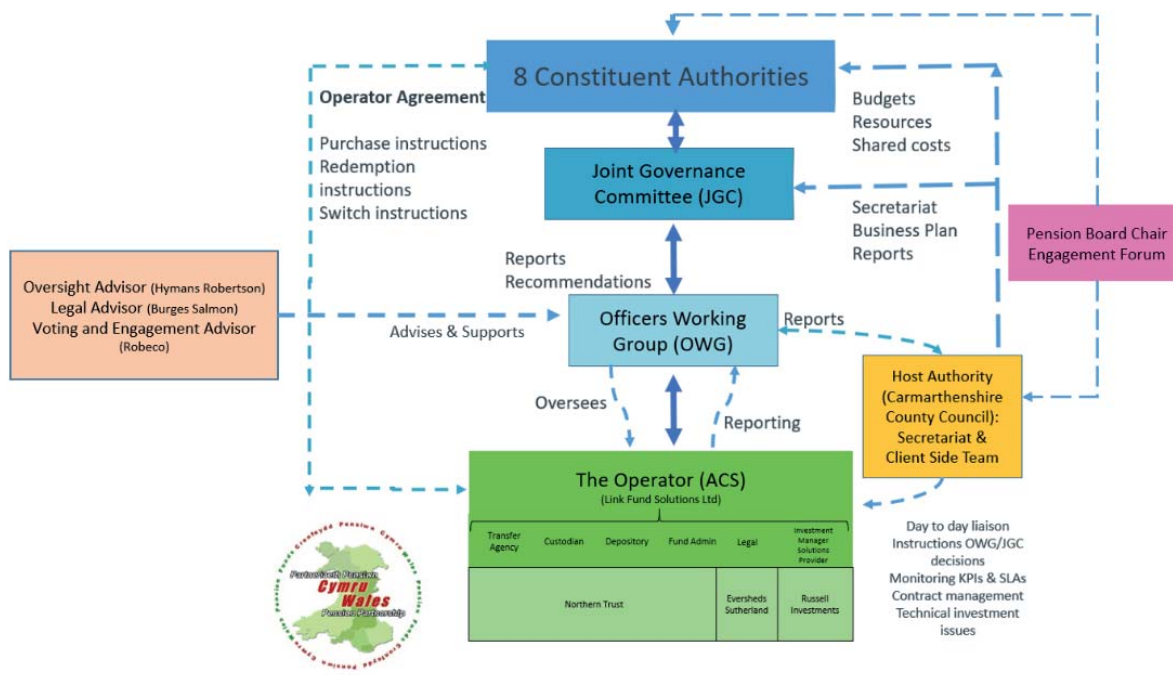 8 Constituent Authorities
Operator Agreement
Purchase instructions
Redemption
instructions
Switch instructions
Budgets
Resources
Shared costs
Joint Governance
Committee (JGC)
Secretariat
Business Plan
Reports
Pension Board Chair
Engagement Forum
Oversight Advisor (Hymans Robertson)
Legal Advisor (Burges Salmon)
Voting and Engagement Advisor
(Robeco)
Advises & Supports
Reports
Recommendations
Officers Working
Group (OWG)
Reports
Host Authority
(Carmarthenshire
County Council):
Secretariat &
Client Side Team
Oversees
Reporting
The Operator (ACS)
(Link Fund Solutions Ltd)
Transfer
Agency
Custodian
Depository
Fund Admin
Legal
Investment
Manager
Solutions
Provider
Northern Trust
Eversheds
Sutherland
Russell
Investments
Day to day liaison
Instructions OWG/JGC
decisions
Monitoring KPIs & SLAs
Contract management
Technical investment
issues
Partneriaeth Pensiwn
Cymru
Wales
Pension Partnership